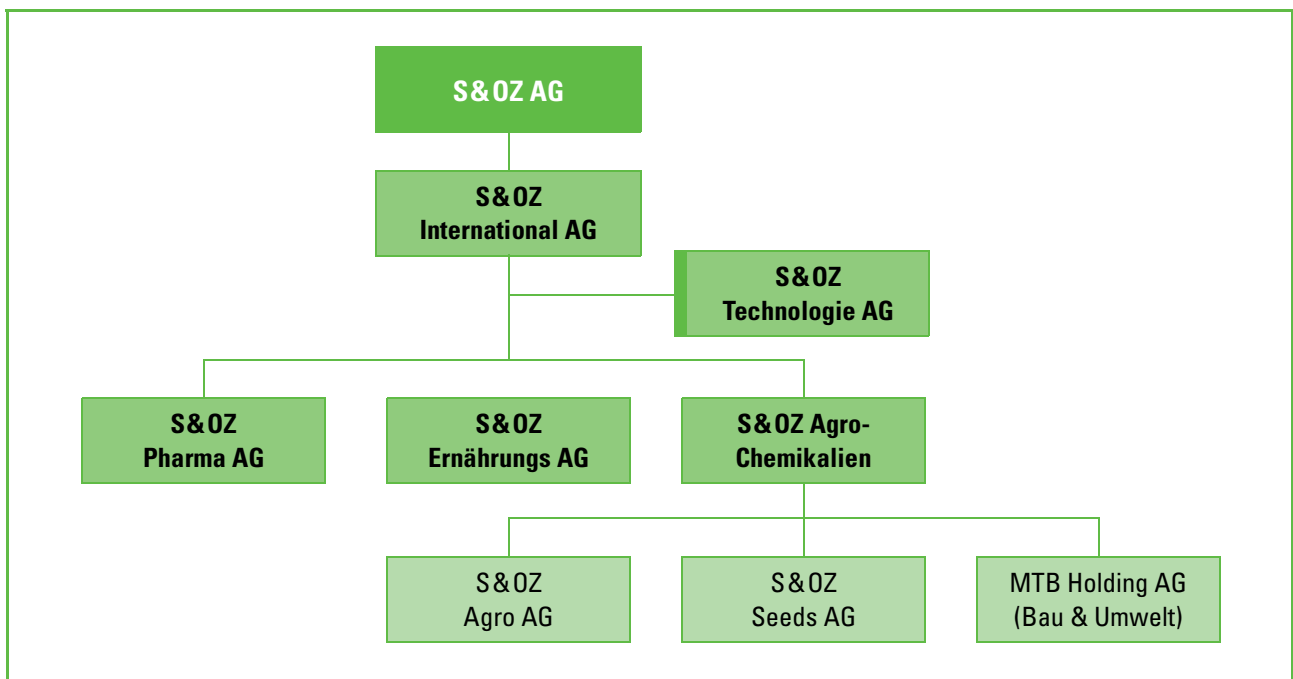 S&OZ AG
S&OZ
International AG
S&OZ
Technologie AG
S&OZ
Pharma AG
S&OZ
Ernährungs AG
S&OZ Agro-
Chemikalien
S&OZ
Agro AG
S&OZ
Seeds AG
MTB Holding AG
(Bau & Umwelt)